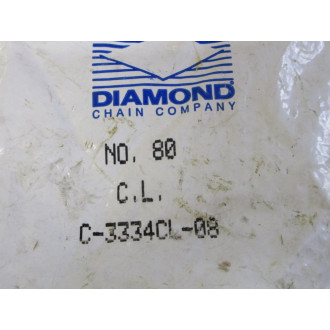 DIAMOND
CHAIN COMPANY
NO. 80
C.L.
C-3334CL-08